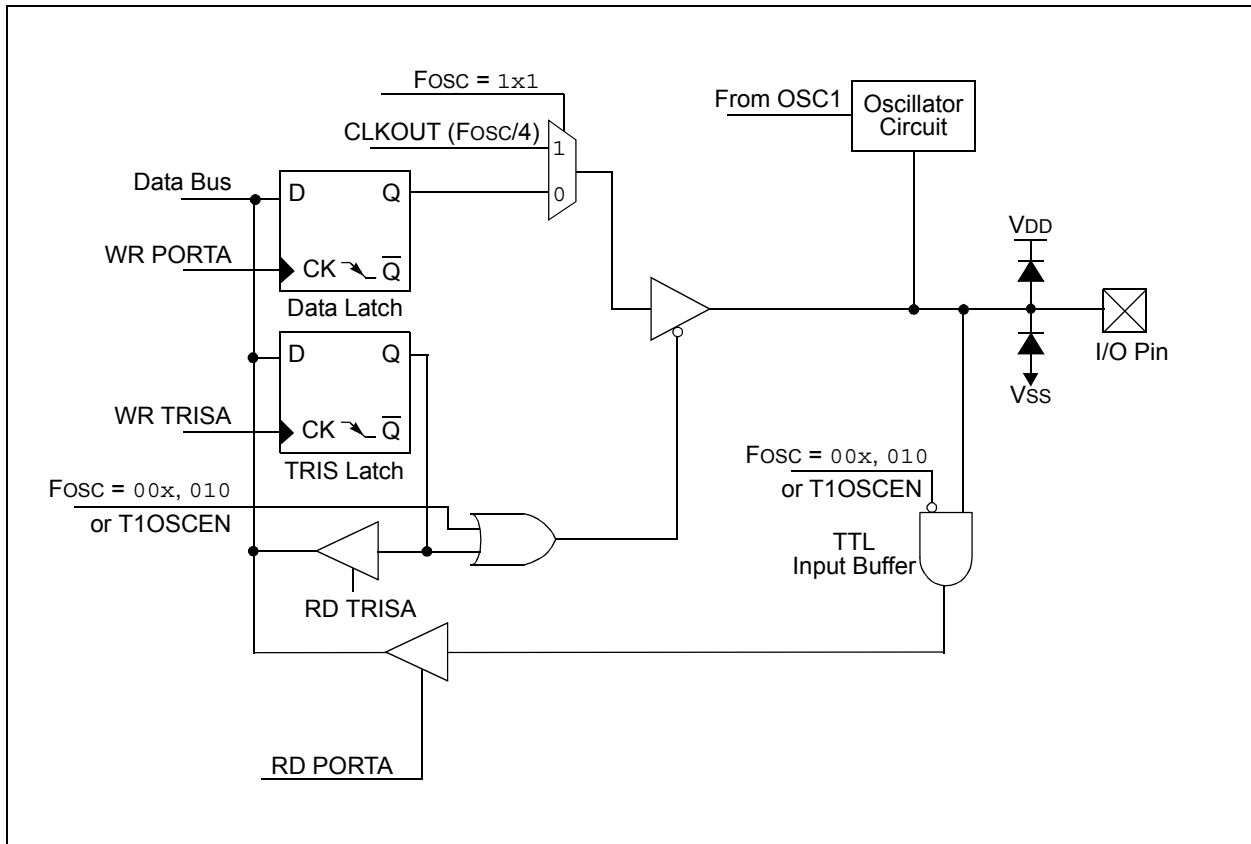 FOSC = 1x1
CLKOUT (FOSC/4)
1
0
From OSC1
Oscillator
Circuit
Data Bus
D
Q
WR PORTA
CK
Q̅
Data Latch
VDD
I/O Pin
VSS
D
Q
WR TRISA
CK
Q̅
TRIS Latch
FOSC = 00x, 010
or T1OSCEN
FOSC = 00x, 010
or T1OSCEN
TTL
Input Buffer
RD TRISA
RD PORTA